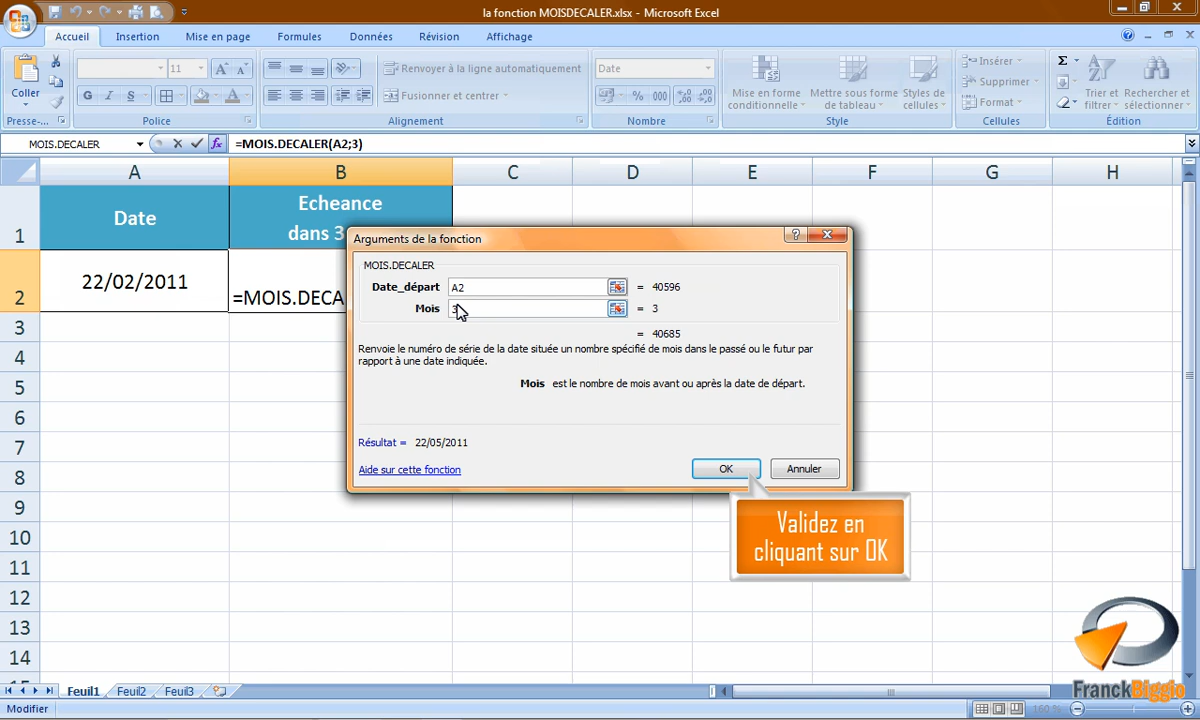 la fonction MOISDECALER.xlsx - Microsoft Excel
Accueil Insertion Mise en page Formules Données Révision Affichage
Coller
11
Renvoyer à la ligne automatiquement
Fusionner et centrer
Date
Mise en forme conditionnelle
Mettre sous forme de tableau
Styles de cellules
Insérer
Supprimer
Format
Trier et filtrer
Rechercher et sélectionner
Presse-... Police Alignement Nombre Style Cellules Édition
MOIS.DECALER =MOIS.DECALER(A2;3)
A B C D E F G H
1 Date Echeance
dans 3
2 22/02/2011 =MOIS.DECA
3
4
5
6
7
8
9
10
11
12
13
14
Arguments de la fonction
MOIS.DECALER
Date_départ A2 = 40596
Mois 3 = 3
= 40685
Renvoie le numéro de série de la date située un nombre spécifié de mois dans le passé ou le futur par
rapport à une date indiquée.
Mois est le nombre de mois avant ou après la date de départ.
Résultat = 22/05/2011
Aide sur cette fonction OK Annuler
Validez en
cliquant sur OK
FranckBiggio
Feuil1 Feuil2 Feuil3
Modifier 160 %